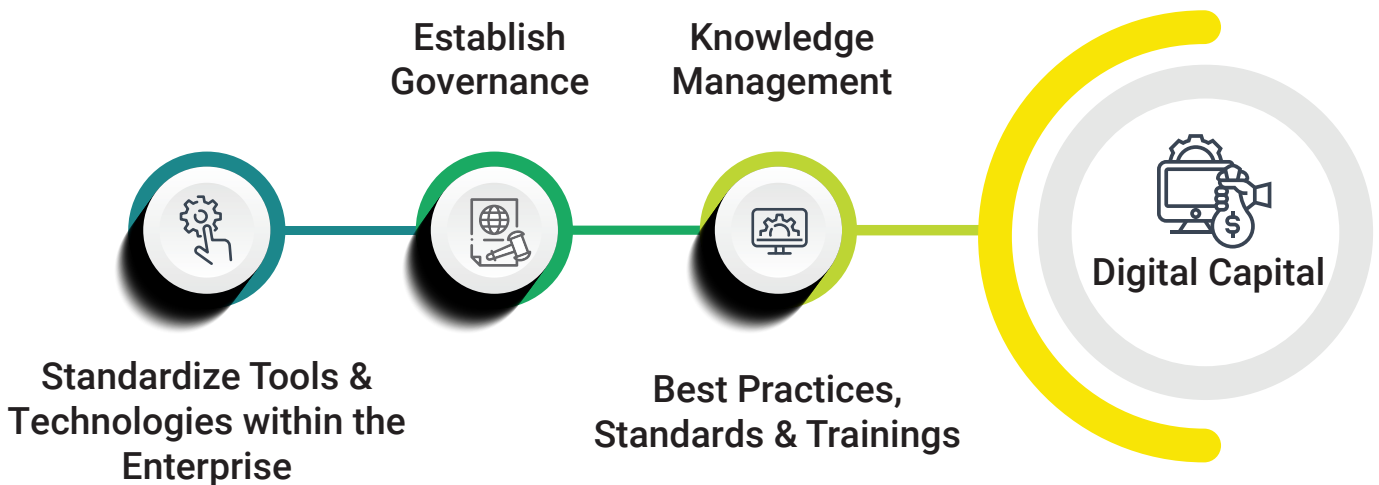 Establish
Governance
Knowledge
Management
$
Digital Capital
Standardize Tools &
Technologies within the
Enterprise
Best Practices,
Standards & Trainings